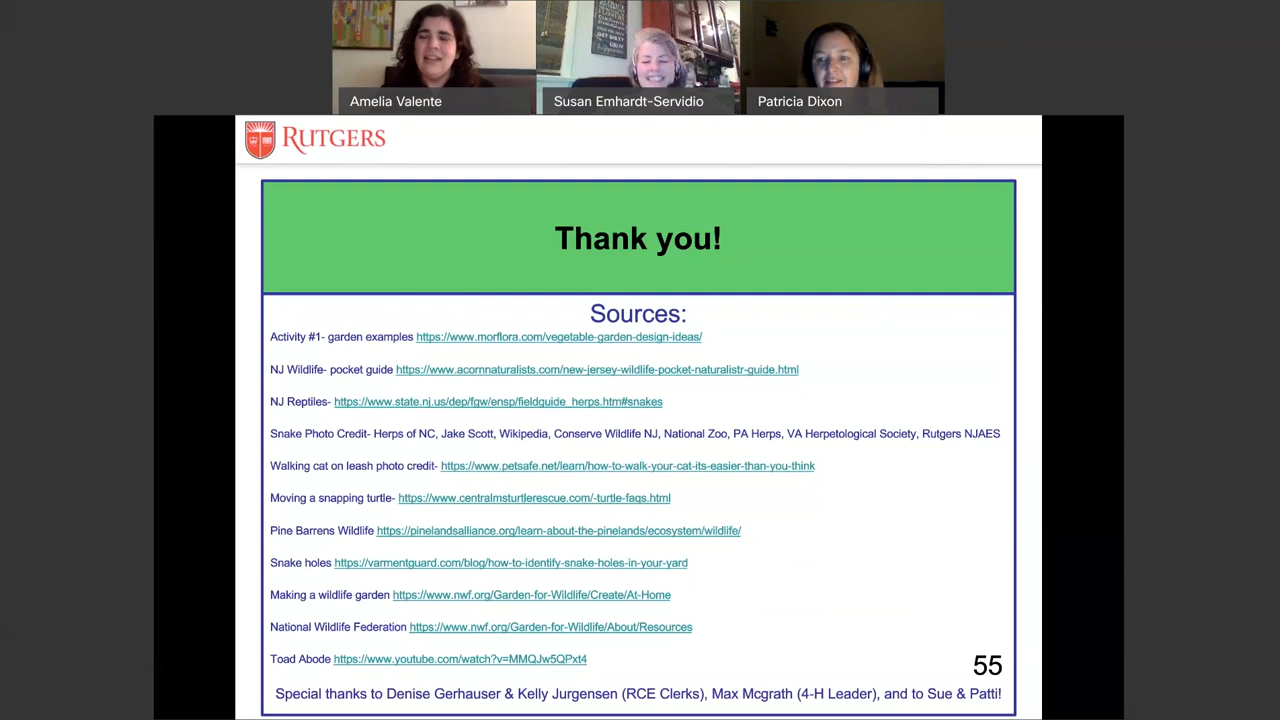 Amelia Valente
Susan Emhardt-Servidio
Patricia Dixon
RUTGERS
Thank you!
Sources:
Activity #1- garden examples https://www.morflora.com/vegetable-garden-design-ideas/
NJ Wildlife- pocket guide https://www.acornnaturalists.com/new-jersey-wildlife-pocket-naturalistr-guide.html
NJ Reptiles- https://www.state.nj.us/dep/fgw/ensp/fieldguide_herps.htm#snakes
Snake Photo Credit- Herps of NC, Jake Scott, Wikipedia, Conserve Wildlife NJ, National Zoo, PA Herps, VA Herpetological Society, Rutgers NJAES
Walking cat on leash photo credit- https://www.petsafe.net/learn/how-to-walk-your-cat-its-easier-than-you-think
Moving a snapping turtle- https://www.centralmsturtlerescue.com/-turtle-faqs.html
Pine Barrens Wildlife https://pinelandsalliance.org/learn-about-the-pinelands/ecosystem/wildlife/
Snake holes https://varmentguard.com/blog/how-to-identify-snake-holes-in-your-yard
Making a wildlife garden https://www.nwf.org/Garden-for-Wildlife/Create/At-Home
National Wildlife Federation https://www.nwf.org/Garden-for-Wildlife/About/Resources
Toad Abode https://www.youtube.com/watch?v=MMQJw5QPxt4
55
Special thanks to Denise Gerhauser & Kelly Jurgensen (RCE Clerks), Max Mcgrath (4-H Leader), and to Sue & Patti!